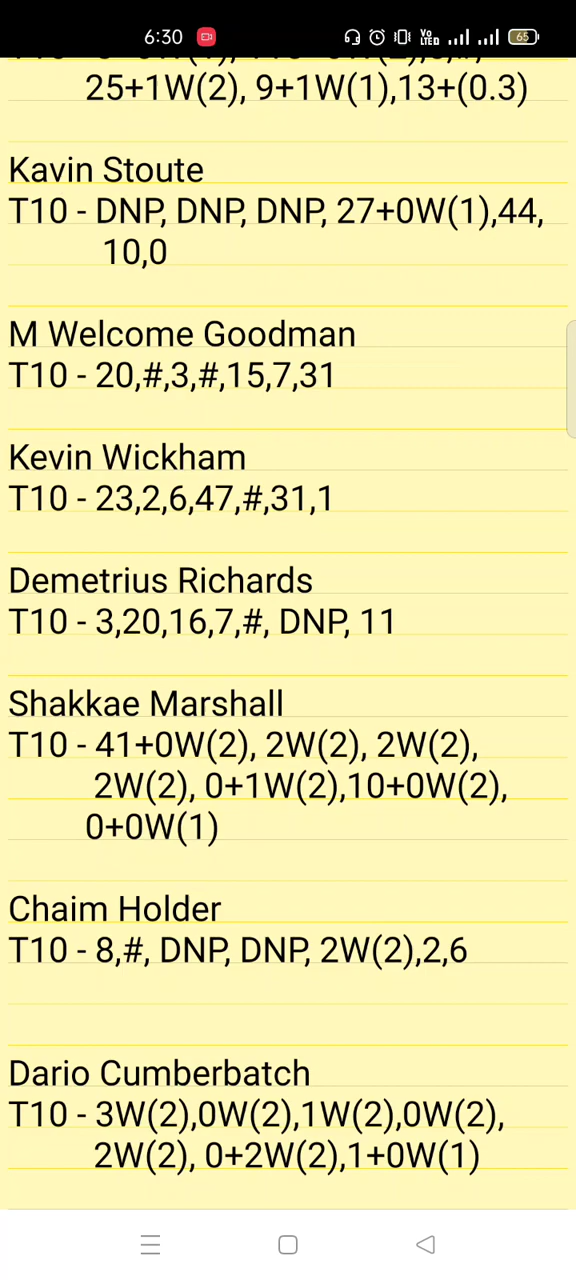 6:30
VoLTED
65
25+1W(2), 9+1W(1),13+(0.3)
Kavin Stoute
T10 - DNP, DNP, DNP, 27+0W(1),44,
10,0
M Welcome Goodman
T10 - 20,#,3,#,15,7,31
Kevin Wickham
T10 - 23,2,6,47,#,31,1
Demetrius Richards
T10 - 3,20,16,7,#, DNP, 11
Shakkae Marshall
T10 - 41+0W(2), 2W(2), 2W(2),
2W(2), 0+1W(2),10+0W(2),
0+0W(1)
Chaim Holder
T10 - 8,#, DNP, DNP, 2W(2),2,6
Dario Cumberbatch
T10 - 3W(2),0W(2),1W(2),0W(2),
2W(2), 0+2W(2),1+0W(1)